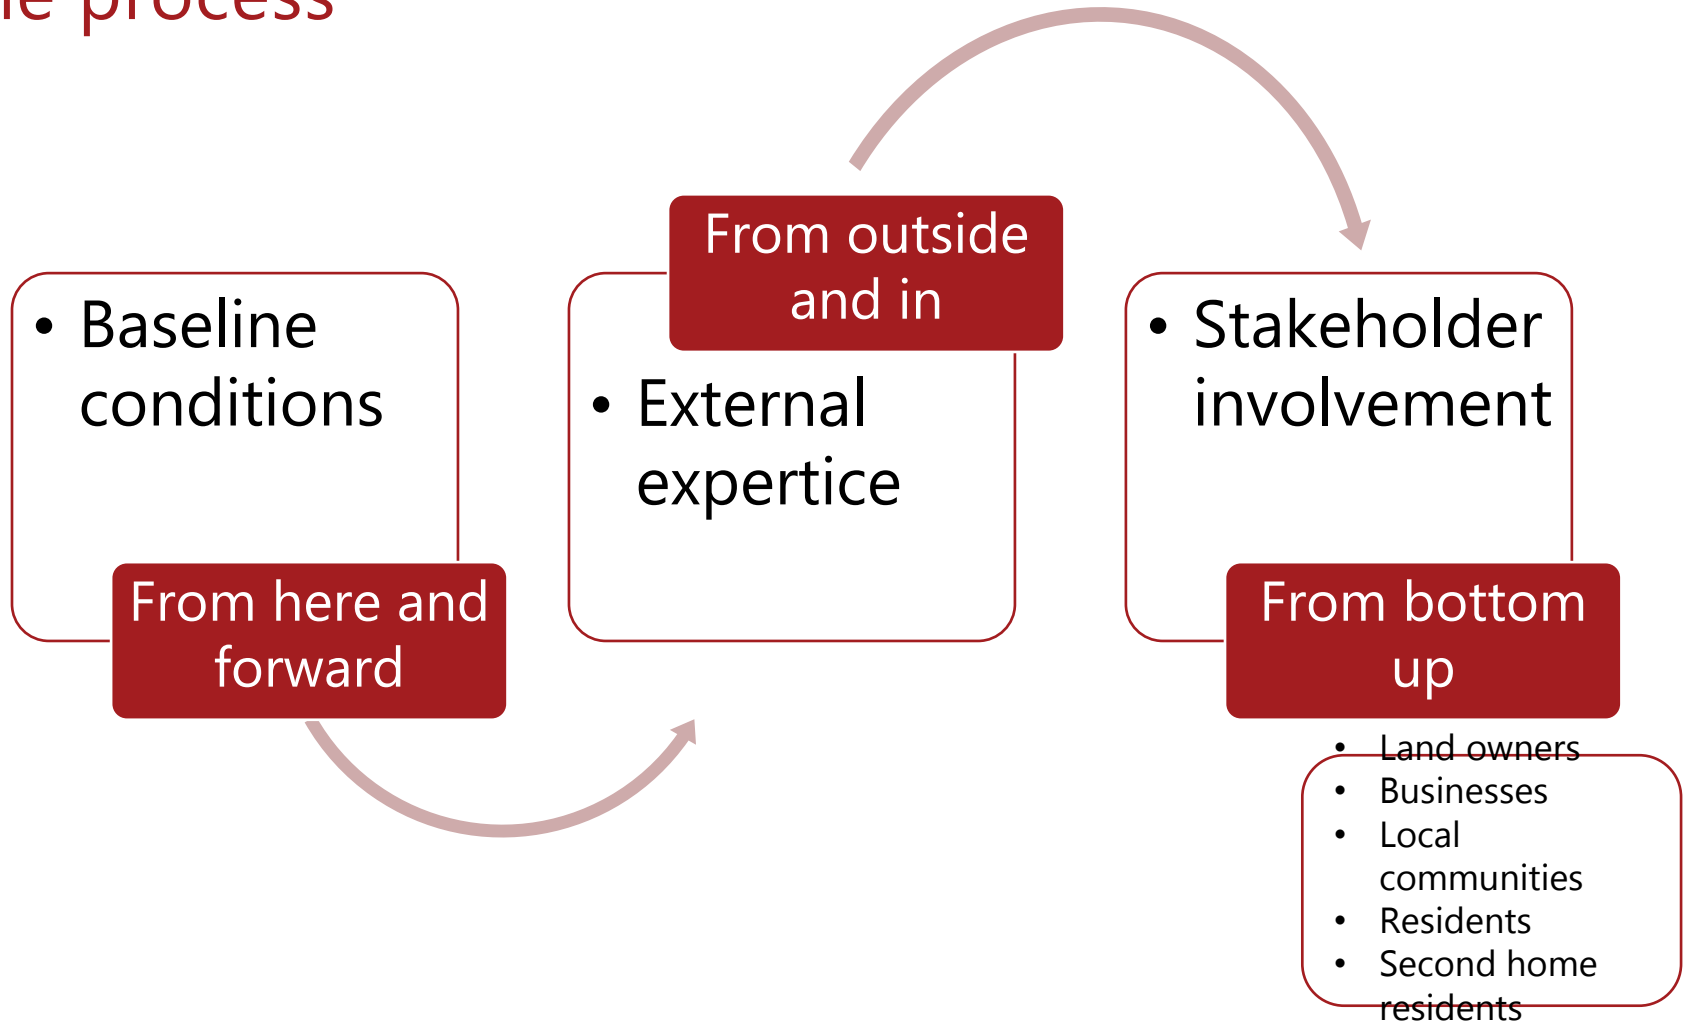 process
• Baseline
conditions
From here and
forward
From outside
and in
• External
expertice
• Stakeholder
involvement
From bottom
up
• Land owners
• Businesses
• Local
communities
• Residents
• Second home
residents